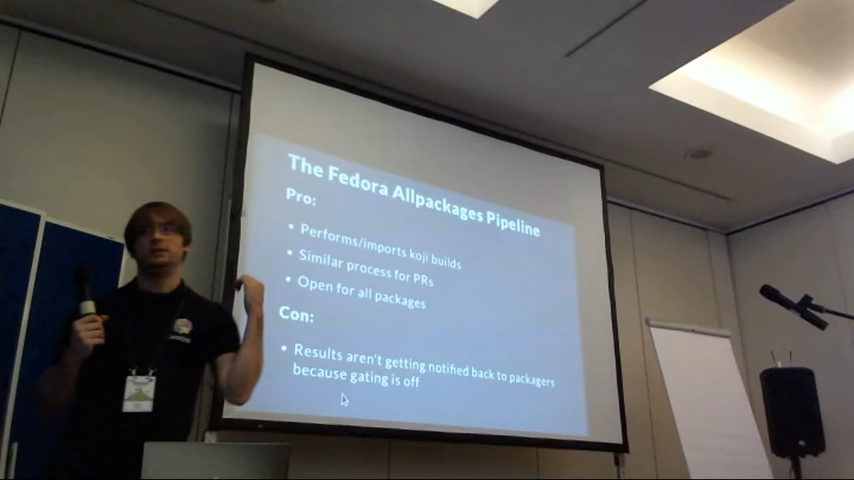 The Fedora Allpackages Pipeline
Pro:
• Performs/imports koji builds
• Similar process for PRs
• Open for all packages
Con:
• Results aren't getting notified back to packagers
because gating is off